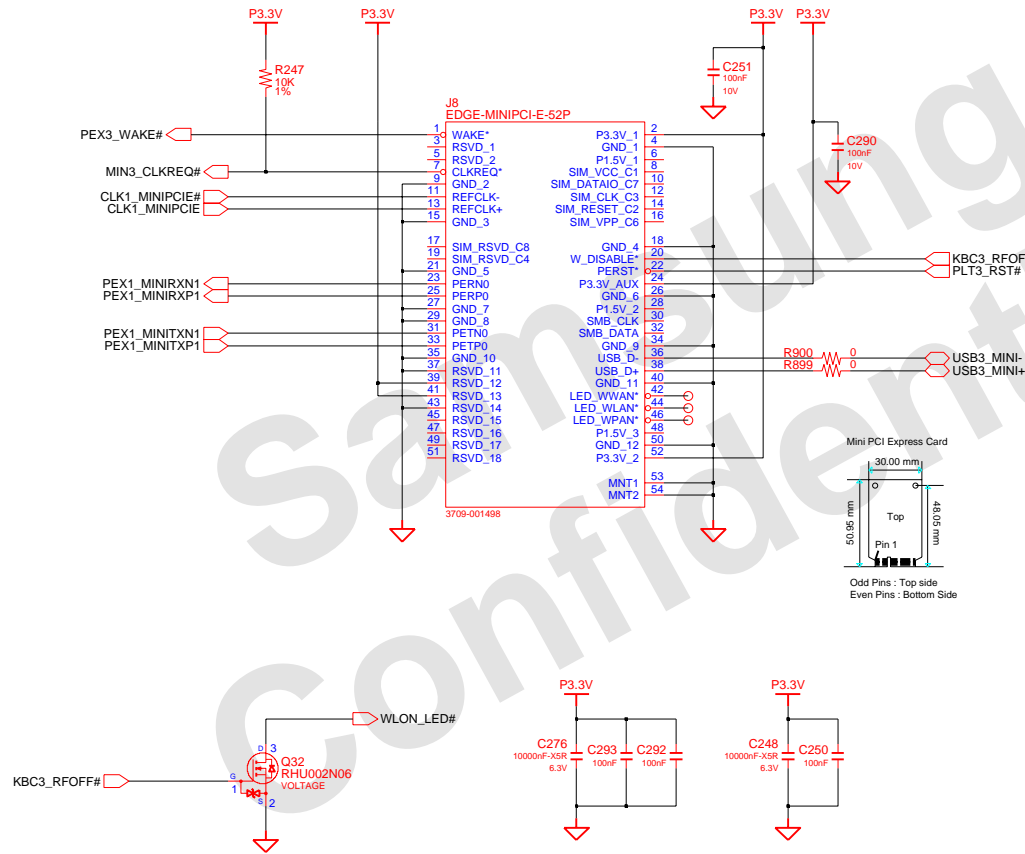 P3.3V
P3.3V
P3.3V
P3.3V
R247
10K
1%
C251
100nF
10V
J8
EDGE-MINIPCI-E-52P
C290
100nF
10V
PEX3_WAKE#
1 WAKE* P3.3V_1 2
3 RSVD_1 GND_1 4
5 RSVD_2 P1.5V_1 6
MIN3_CLKREQ#
7 CLKREQ* SIM_VCC_C1 8
9 GND_2 SIM_DATAIO_C7 10
CLK1_MINIPCIE#
11 REFCLK- SIM_CLK_C3 12
CLK1_MINIPCIE
13 REFCLK+ SIM_RESET_C2 14
15 GND_3 SIM_VPP_C6 16
17 SIM_RSVD_C8 GND_4 18
19 SIM_RSVD_C4 W_DISABLE* 20
KBC3_RFOF
21 GND_5 PERST* 22
PLT3_RST#
PEX1_MINIRXN1
23 PERN0 P3.3V_AUX 24
PEX1_MINIRXP1
25 PERP0 GND_6 26
27 GND_7 P1.5V_2 28
29 GND_8 SMB_CLK 30
PEX1_MINITXN1
31 PETN0 SMB_DATA 32
PEX1_MINITXP1
33 PETP0 GND_9 34
35 GND_10 USB_D- 36
R900 0
USB3_MINI-
37 RSVD_11 USB_D+ 38
R899 0
USB3_MINI+
39 RSVD_12 GND_11 40
41 RSVD_13 LED_WWAN* 42
43 RSVD_14 LED_WLAN* 44
45 RSVD_15 LED_WPAN* 46
47 RSVD_16 P1.5V_3 48
49 RSVD_17 GND_12 50
51 RSVD_18 P3.3V_2 52
MNT1 53
MNT2 54
3709-001498
Mini PCI Express Card
30.00 mm
50.95 mm
48.05 mm
Top
Pin 1
Odd Pins : Top side
Even Pins : Bottom Side
Samsung
Confident
WLON_LED#
D 3
Q32
RHU002N06
VOLTAGE
KBC3_RFOFF#
G
1
S 2
P3.3V
C276
10000nF-X5R
6.3V
C293
100nF
C292
100nF
P3.3V
C248
10000nF-X5R
6.3V
C250
100nF